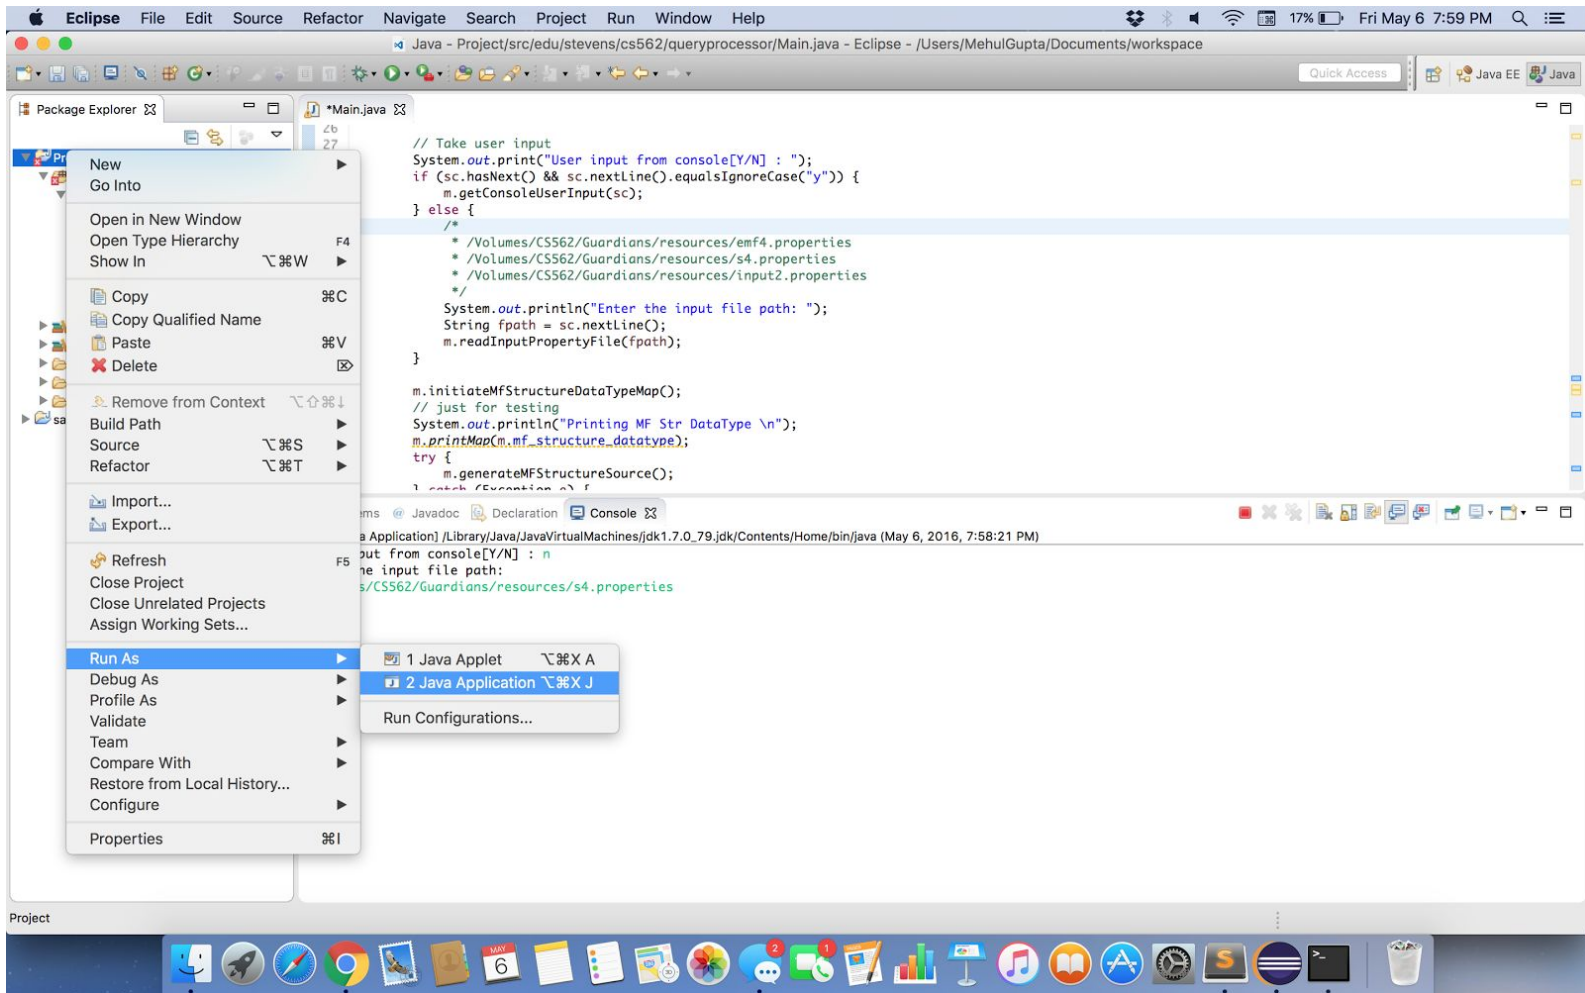 Eclipse File Edit Source Refactor Navigate Search Project Run Window Help 17% Fri May 6 7:59 PM
Java - Project/src/edu/stevens/cs562/queryprocessor/Main.java - Eclipse - /Users/MehulGupta/Documents/workspace
Quick Access Java EE Java
Package Explorer
*Main.java
26
27
// Take user input
System.out.print("User input from console[Y/N] : ");
if (sc.hasNext() && sc.nextLine().equalsIgnoreCase("y")) {
m.getConsoleUserInput(sc);
} else {
/*
* /Volumes/CS562/Guardians/resources/emf4.properties
* /Volumes/CS562/Guardians/resources/s4.properties
* /Volumes/CS562/Guardians/resources/input2.properties
*/
System.out.println("Enter the input file path: ");
String fpath = sc.nextLine();
m.readInputPropertyFile(fpath);
}
m.initiateMfStructureDataTypeMap();
// just for testing
System.out.println("Printing MF Str DataType \n");
m.printMap(m.mf_structure_datatype);
try {
m.generateMFStructureSource();
} catch (Exception e) {
Pr
sa
New
Go Into
Open in New Window
Open Type Hierarchy F4
Show In ⌥⌘W
Copy ⌘C
Copy Qualified Name
Paste ⌘V
Delete ⌦
Remove from Context ⌥⇧⌘↓
Build Path
Source ⌥⌘S
Refactor ⌥⌘T
Import...
Export...
Refresh F5
Close Project
Close Unrelated Projects
Assign Working Sets...
Run As
Debug As
Profile As
Validate
Team
Compare With
Restore from Local History...
Configure
Properties ⌘I
1 Java Applet ⌥⌘X A
2 Java Application ⌥⌘X J
Run Configurations...
ms @ Javadoc Declaration Console
a Application] /Library/Java/JavaVirtualMachines/jdk1.7.0_79.jdk/Contents/Home/bin/java (May 6, 2016, 7:58:21 PM)
put from console[Y/N] : n
he input file path:
s/CS562/Guardians/resources/s4.properties
Project
MAY
6
2
1
S
>_